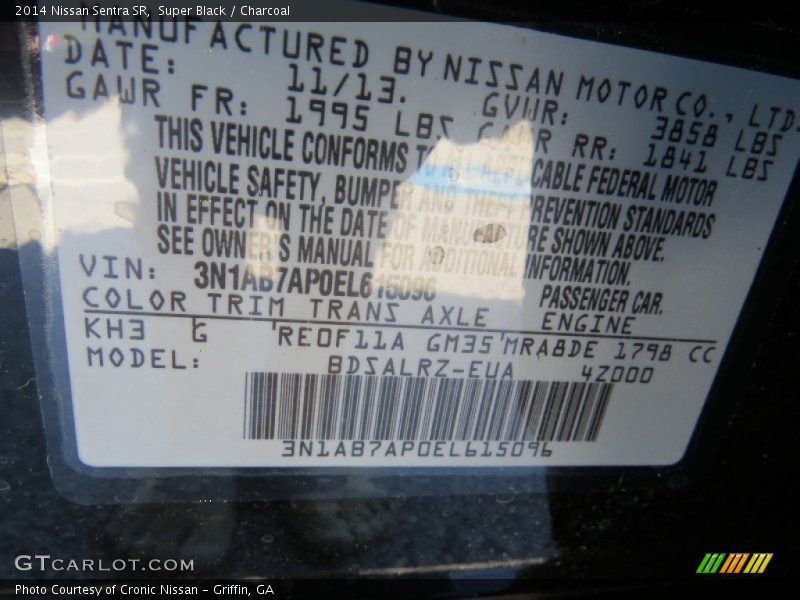 2014 Nissan Sentra SR, Super Black / Charcoal
MANUFACTURED BY NISSAN MOTOR CO., LTD.
DATE: 11/13. GVWR: 3858 LBS
GAWR FR: 1995 LBS GAWR RR: 1841 LBS
THIS VEHICLE CONFORMS TO ALL APPLICABLE FEDERAL MOTOR
VEHICLE SAFETY, BUMPER AND THEFT PREVENTION STANDARDS
IN EFFECT ON THE DATE OF MANUFACTURE SHOWN ABOVE.
SEE OWNER'S MANUAL FOR ADDITIONAL INFORMATION.
VIN: 3N1AB7AP0EL615096 PASSENGER CAR.
COLOR TRIM TRANS AXLE ENGINE
KH3 G RE0F11A GM35 MRA8DE 1798 CC
MODEL: BDSALRZ-EUA 4Z000
3N1AB7AP0EL615096
GTCARLOT.COM
Photo Courtesy of Cronic Nissan - Griffin, GA